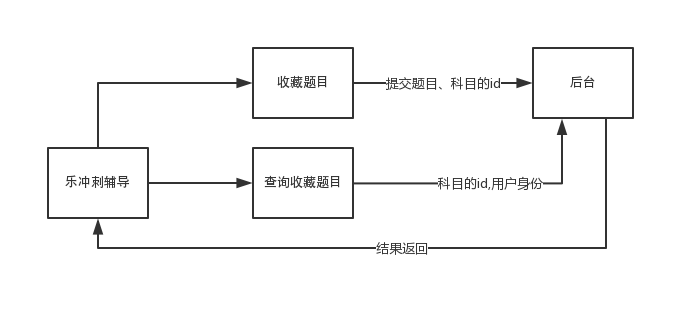 收藏题目
提交题目、科目的id
后台
乐冲刺辅导
查询收藏题目
科目的id,用户身份
结果返回